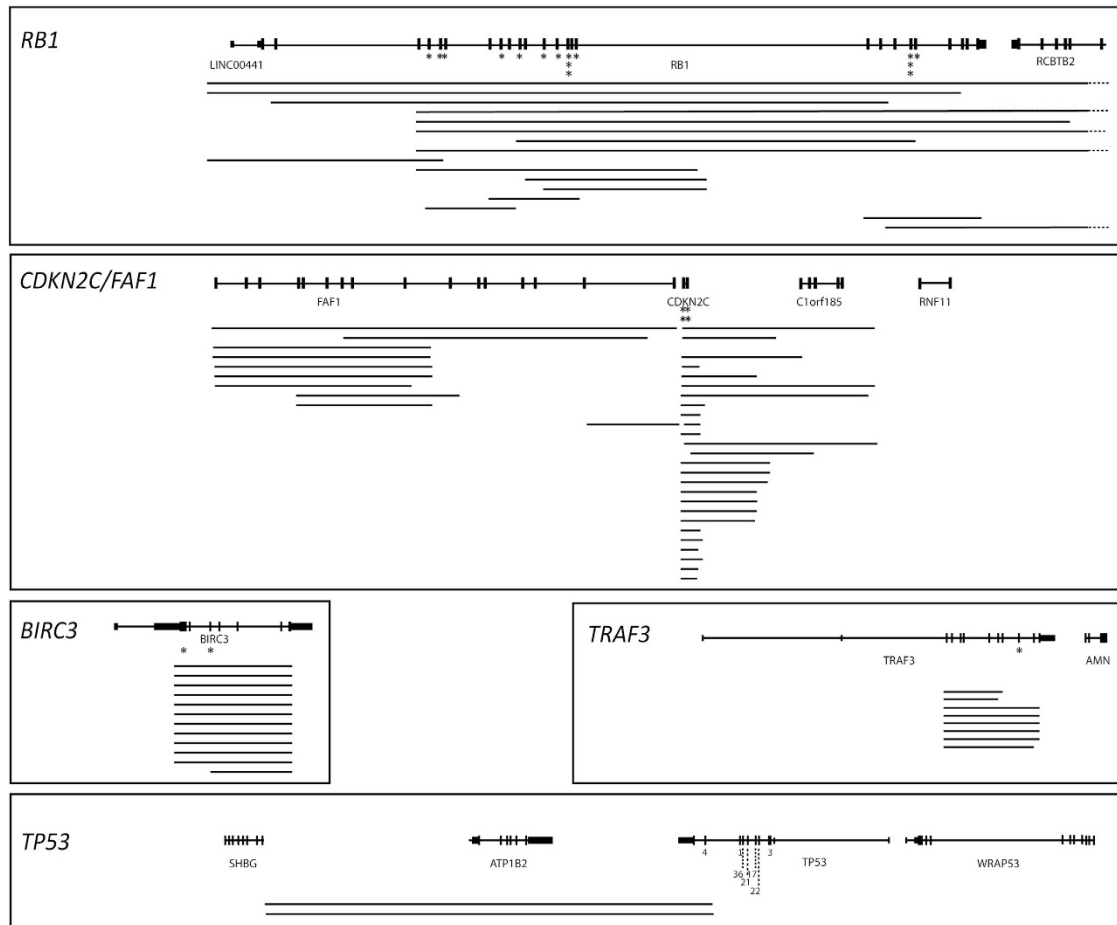 RB1
* * ** * * * * * * * * *
*
*
LINC00441 RB1 RCBTB2
CDKN2C/FAF1
FAF1 CDKN2C C1orf185 RNF11
**
**
BIRC3
BIRC3
* *
TRAF3
TRAF3 AMN
*
TP53
SHBG ATP1B2 4 1 3 TP53 WRAP53
36 17
21
22